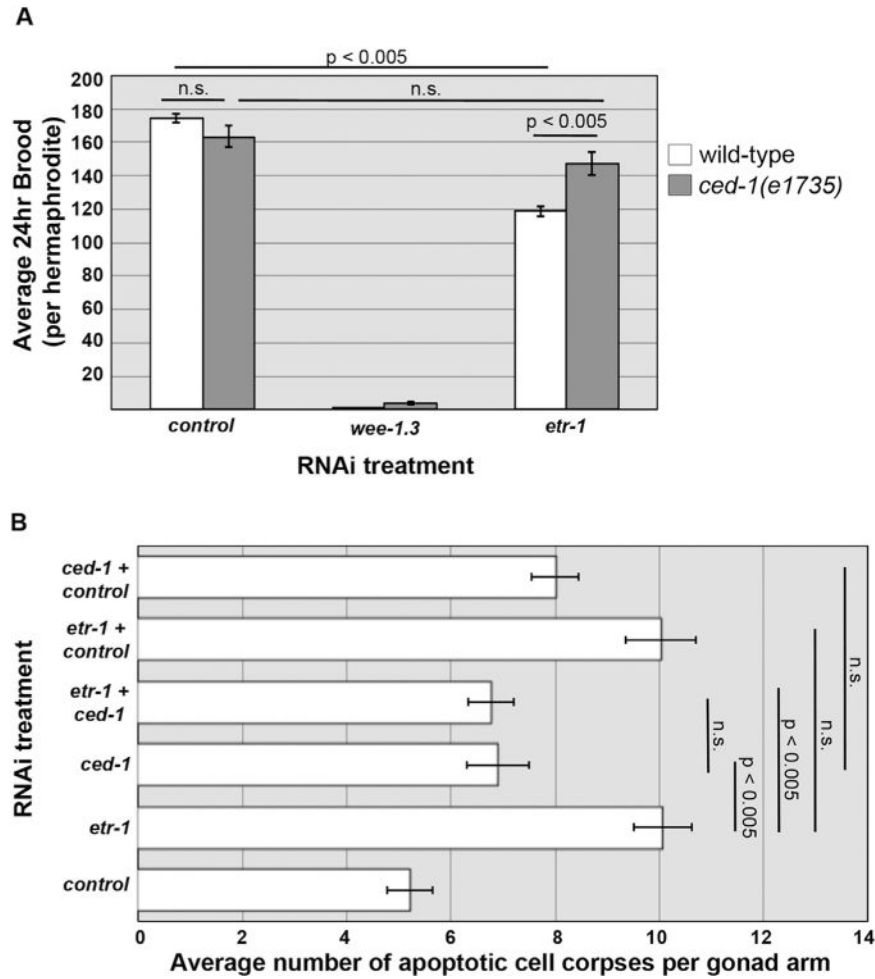 A
p < 0.005
n.s.
n.s.
p < 0.005
200
180
160
140
120
100
80
60
40
20
Average 24hr Brood
(per hermaphrodite)
wild-type
ced-1(e1735)
control
wee-1.3
etr-1
RNAi treatment
B
RNAi treatment
ced-1 +
control
etr-1 +
control
etr-1 +
ced-1
ced-1
etr-1
control
n.s.
p < 0.005
p < 0.005
n.s.
n.s.
0
2
4
6
8
10
12
14
Average number of apoptotic cell corpses per gonad arm